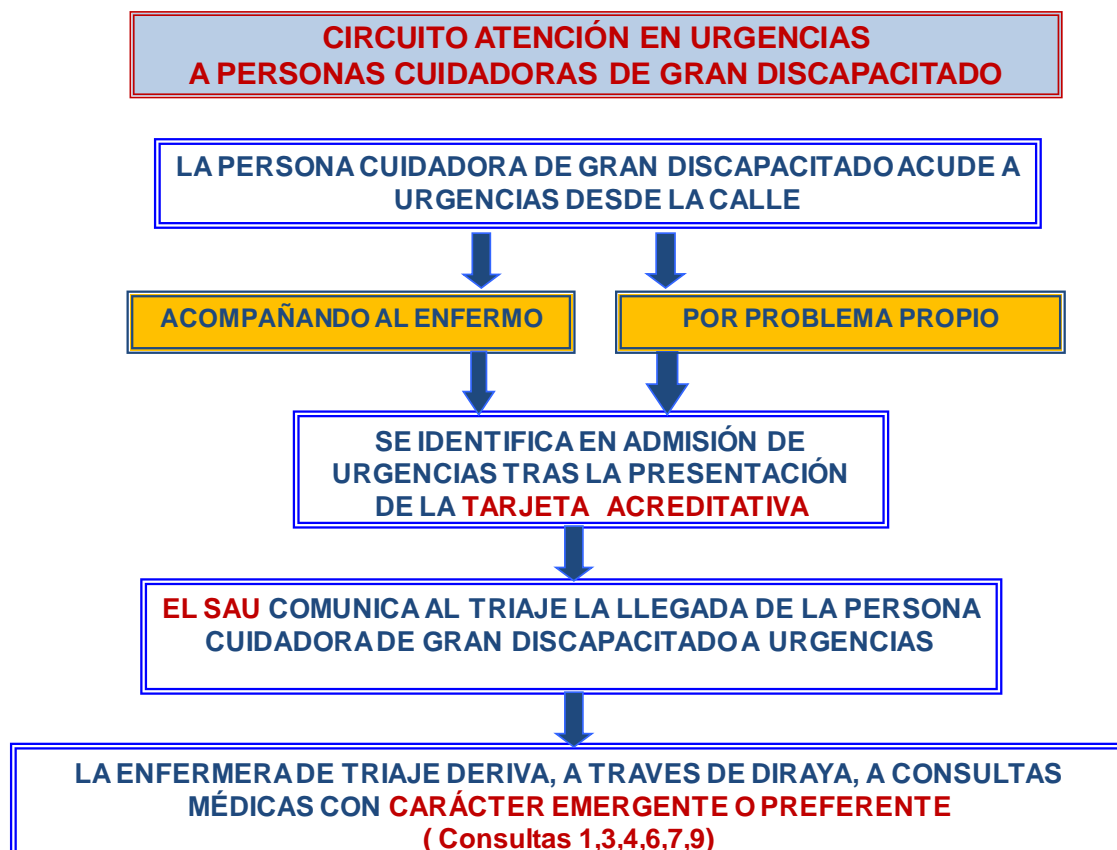 CIRCUITO ATENCIÓN EN URGENCIAS
A PERSONAS CUIDADORAS DE GRAN DISCAPACITADO
LA PERSONA CUIDADORA DE GRAN DISCAPACITADO ACUDE A
URGENCIAS DESDE LA CALLE
ACOMPAÑANDO AL ENFERMO
POR PROBLEMA PROPIO
SE IDENTIFICA EN ADMISIÓN DE
URGENCIAS TRAS LA PRESENTACIÓN
DE LA TARJETA ACREDITATIVA
EL SAU COMUNICA AL TRIAJE LA LLEGADA DE LA PERSONA
CUIDADORA DE GRAN DISCAPACITADO A URGENCIAS
LA ENFERMERA DE TRIAJE DERIVA, A TRAVES DE DIRAYA, A CONSULTAS
MÉDICAS CON CARÁCTER EMERGENTE O PREFERENTE
( Consultas 1,3,4,6,7,9)